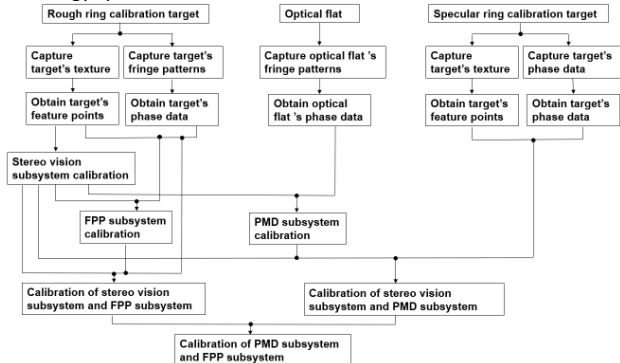 Rough ring calibration target
Optical flat
Specular ring calibration target
Capture
target's texture
Capture target's
fringe patterns
Capture optical flat 's
fringe patterns
Capture
target's texture
Capture target's
phase data
Obtain target's
feature points
Obtain target's
phase data
Obtain optical
flat 's phase data
Obtain target's
feature points
Obtain target's
phase data
Stereo vision
subsystem calibration
FPP subsystem
calibration
PMD subsystem
calibration
Calibration of stereo vision
subsystem and FPP subsystem
Calibration of stereo vision
subsystem and PMD subsystem
Calibration of PMD subsystem
and FPP subsystem